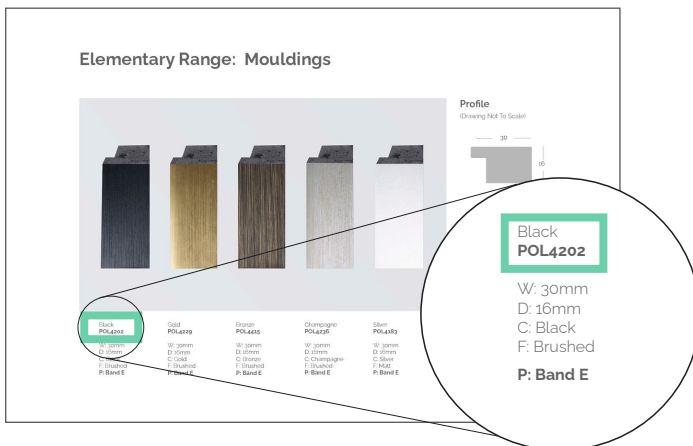 Elementary Range: Mouldings
Profile
(Drawing Not To Scale)
30
16
Black
POL4202
W: 30mm
D: 16mm
C: Black
F: Brushed
P: Band E
Gold
POL4229
W: 30mm
D: 16mm
C: Gold
F: Brushed
P: Band E
Bronze
POL4415
W: 30mm
D: 16mm
C: Bronze
F: Brushed
P: Band E
Champagne
POL4236
W: 30mm
D: 16mm
C: Champagne
F: Brushed
P: Band E
Silver
POL4183
W: 30mm
D: 16mm
C: Silver
F: Matt
P: Band E
Black
POL4202
W: 30mm
D: 16mm
C: Black
F: Brushed
P: Band E